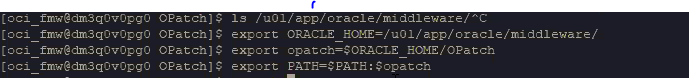 [oci_fmw@dm3q0v0pg0 OPatch]$ ls /u01/app/oracle/middleware/^C
[oci_fmw@dm3q0v0pg0 OPatch]$ export ORACLE_HOME=/u01/app/oracle/middleware/
[oci_fmw@dm3q0v0pg0 OPatch]$ export opatch=$ORACLE_HOME/OPatch
[oci_fmw@dm3q0v0pg0 OPatch]$ export PATH=$PATH:$opatch